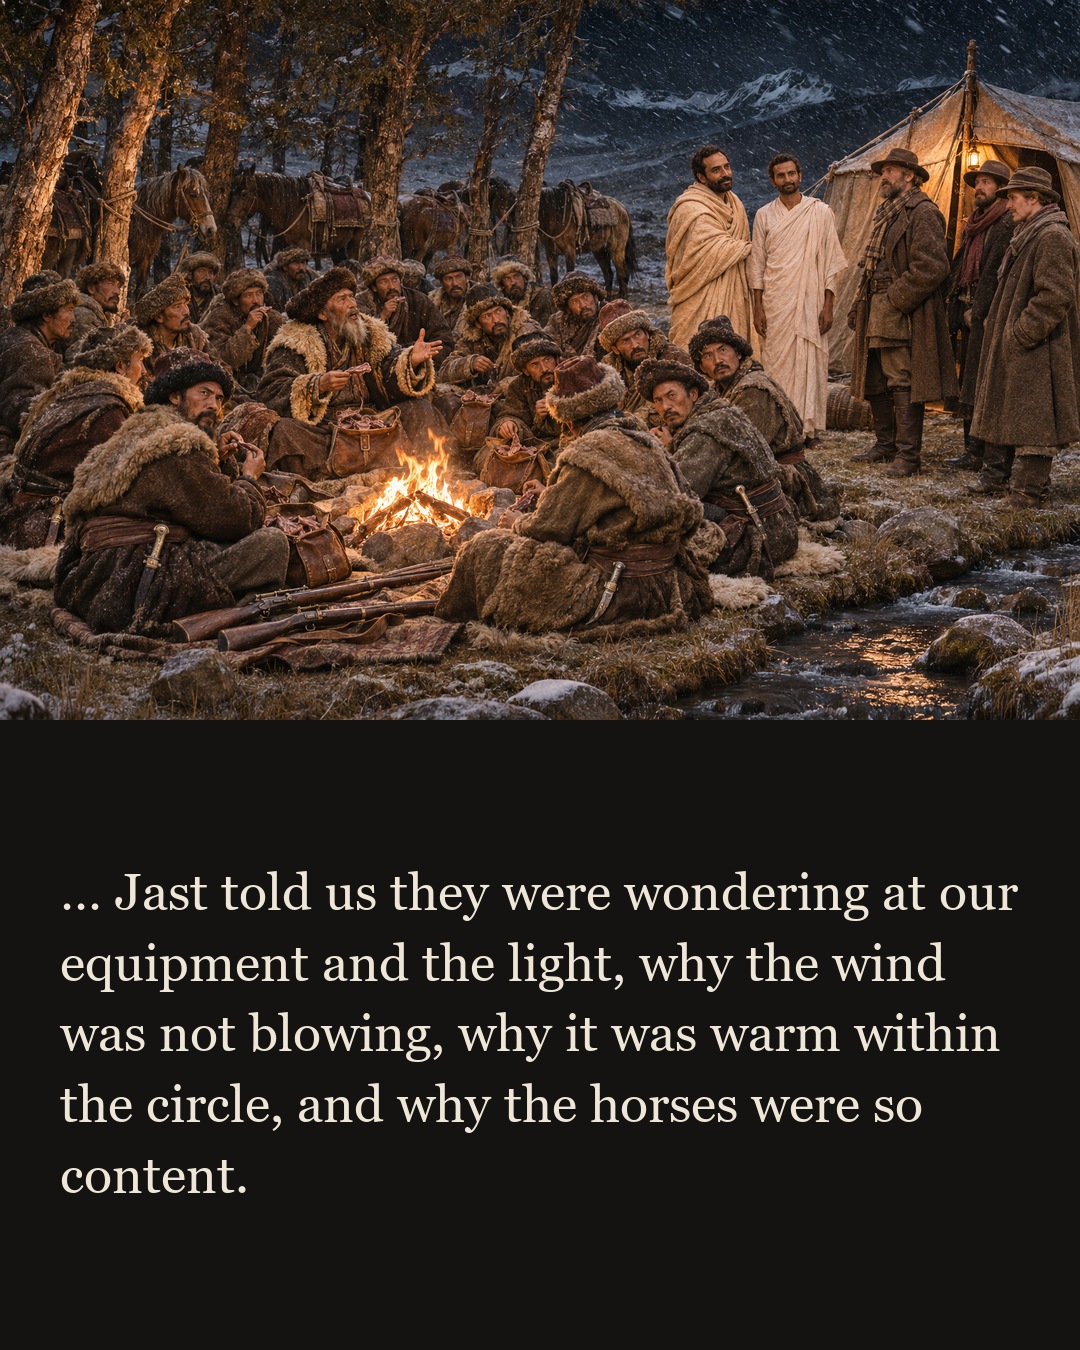 ... Jast told us they were wondering at our
equipment and the light, why the wind
was not blowing, why it was warm within
the circle, and why the horses were so
content.